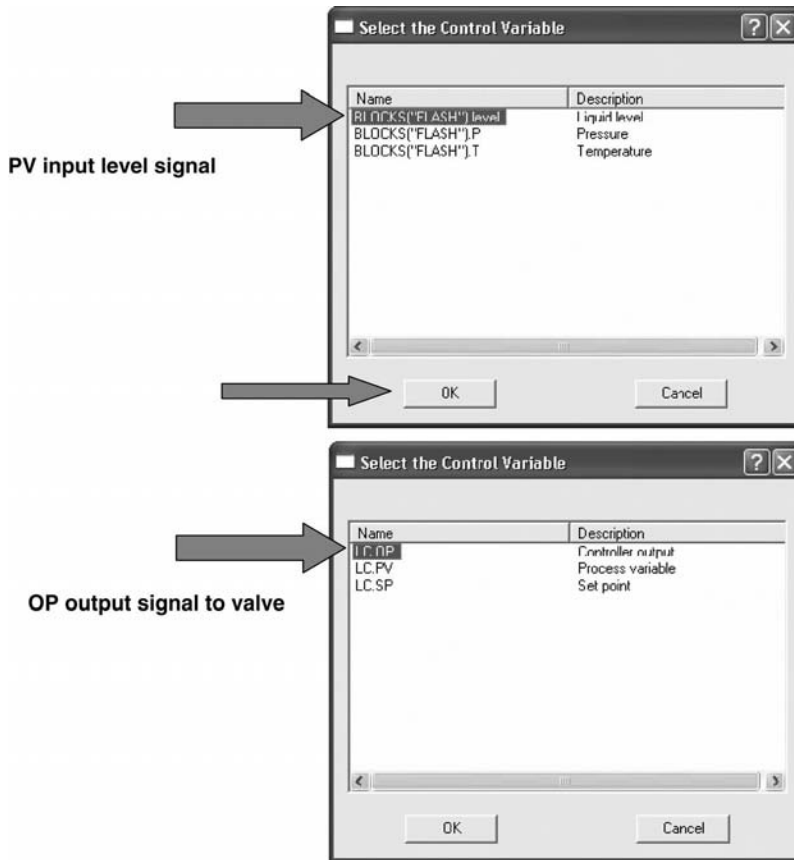 Select the Control Variable
Name Description
BLOCKS("FLASH").level Liquid level
BLOCKS("FLASH").P Pressure
BLOCKS("FLASH").T Temperature
PV input level signal
OK Cancel
Select the Control Variable
Name Description
LC.OP Controller output
LC.PV Process variable
LC.SP Set point
OP output signal to valve
OK Cancel